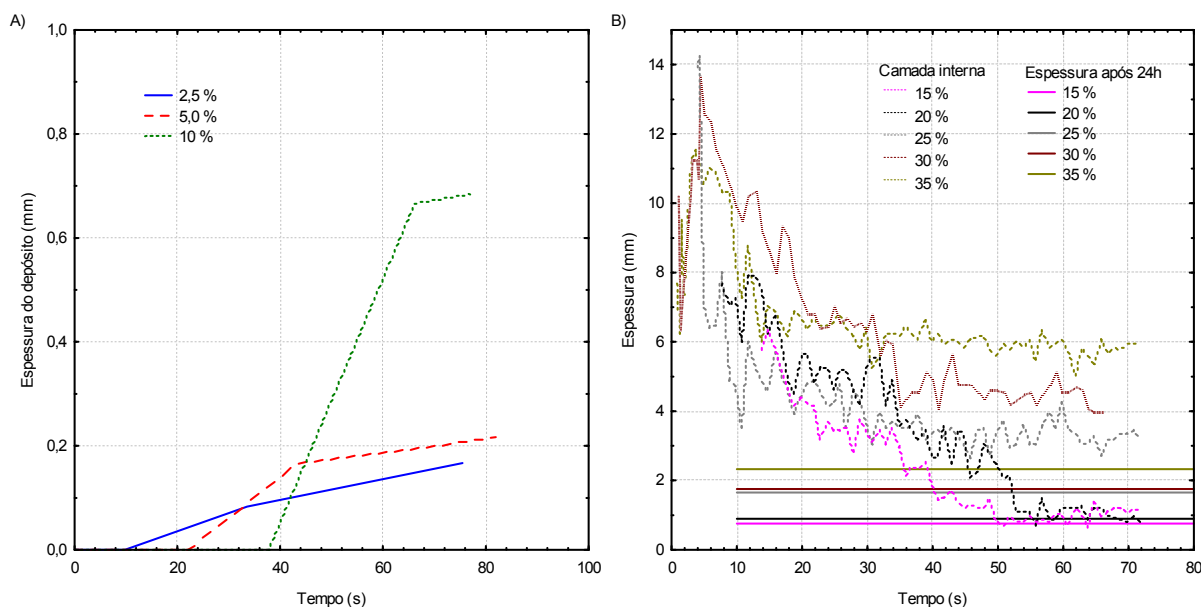 A)
1,0
0,8
0,6
0,4
0,2
0,0
Espessura do depósito (mm)
2,5 %
5,0 %
10 %
0 20 40 60 80 100
Tempo (s)
B)
14
12
10
8
6
4
2
0
Espessura (mm)
Camada interna
15 %
20 %
25 %
30 %
35 %
Espessura após 24h
15 %
20 %
25 %
30 %
35 %
0 10 20 30 40 50 60 70 80
Tempo (s)